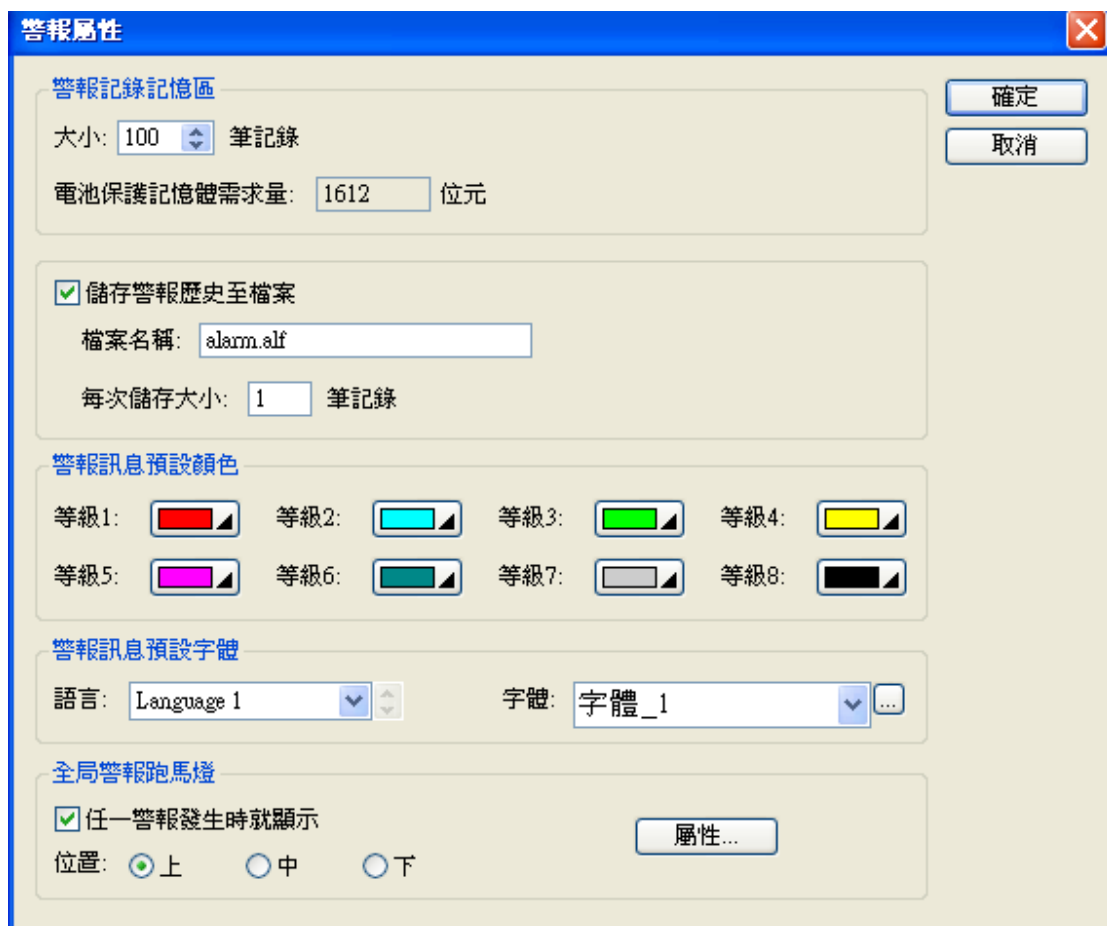 警報屬性
警報記錄記憶區
確定
大小: 100 筆記錄
取消
電池保護記憶體需求量: 1612 位元
儲存警報歷史至檔案
檔案名稱: alarm.alf
每次儲存大小: 1 筆記錄
警報訊息預設顏色
等級1: 等級2: 等級3: 等級4:
等級5: 等級6: 等級7: 等級8:
警報訊息預設字體
語言: Language 1 字體: 字體_1 ...
全局警報跑馬燈
任一警報發生時就顯示
屬性...
位置: 上 中 下